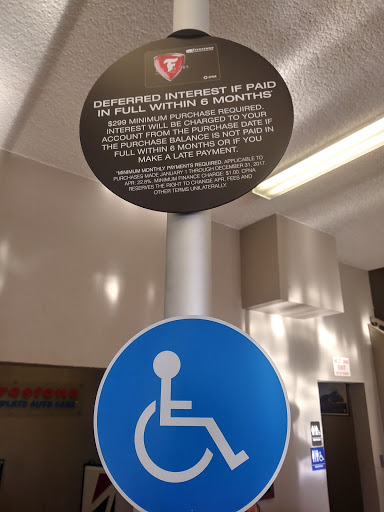 DEFERRED INTEREST IF PAID
IN FULL WITHIN 6 MONTHS*
$299 MINIMUM PURCHASE REQUIRED.
INTEREST WILL BE CHARGED TO YOUR
ACCOUNT FROM THE PURCHASE DATE IF
THE PURCHASE BALANCE IS NOT PAID IN
FULL WITHIN 6 MONTHS OR IF YOU
MAKE A LATE PAYMENT.
*MINIMUM MONTHLY PAYMENTS REQUIRED. APPLICABLE TO
PURCHASES MADE JANUARY 1 THROUGH DECEMBER 31, 2017.
APR: 22.8%. MINIMUM FINANCE CHARGE: $1.00. CFNA
RESERVES THE RIGHT TO CHANGE APR, FEES AND
OTHER TERMS UNILATERALLY.
EXIT